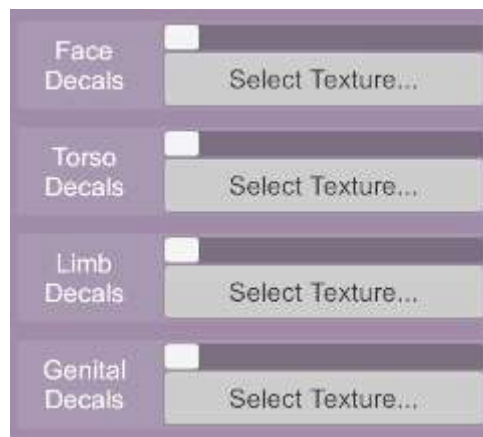 Face
Decals
Select Texture...
Torso
Decals
Select Texture...
Limb
Decals
Select Texture...
Genital
Decals
Select Texture...